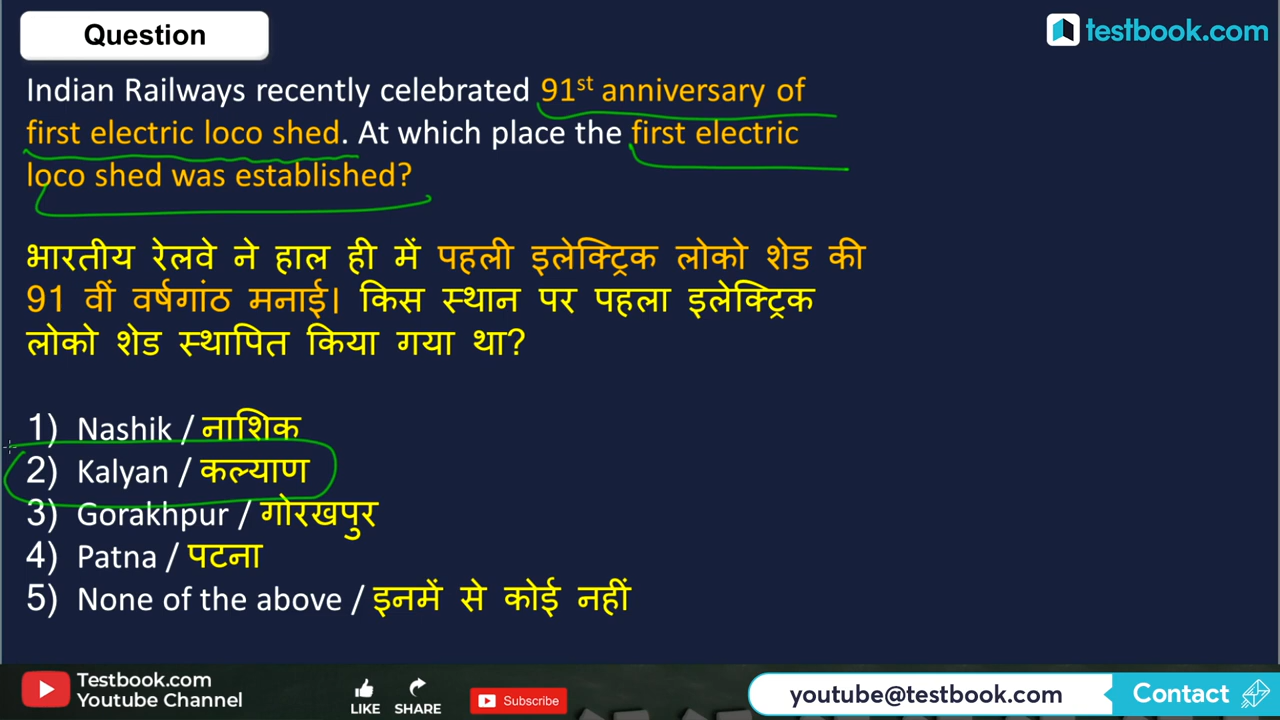 Question
testbook.com
Indian Railways recently celebrated 91st anniversary of
first electric loco shed. At which place the first electric
loco shed was established?
भारतीय रेलवे ने हाल ही में पहली इलेक्ट्रिक लोको शेड की
91 वीं वर्षगांठ मनाई। किस स्थान पर पहला इलेक्ट्रिक
लोको शेड स्थापित किया गया था?
1) Nashik / नाशिक
2) Kalyan / कल्याण
3) Gorakhpur / गोरखपुर
4) Patna / पटना
5) None of the above / इनमें से कोई नहीं
Testbook.com
Youtube Channel
LIKE
SHARE
Subscribe
youtube@testbook.com
Contact